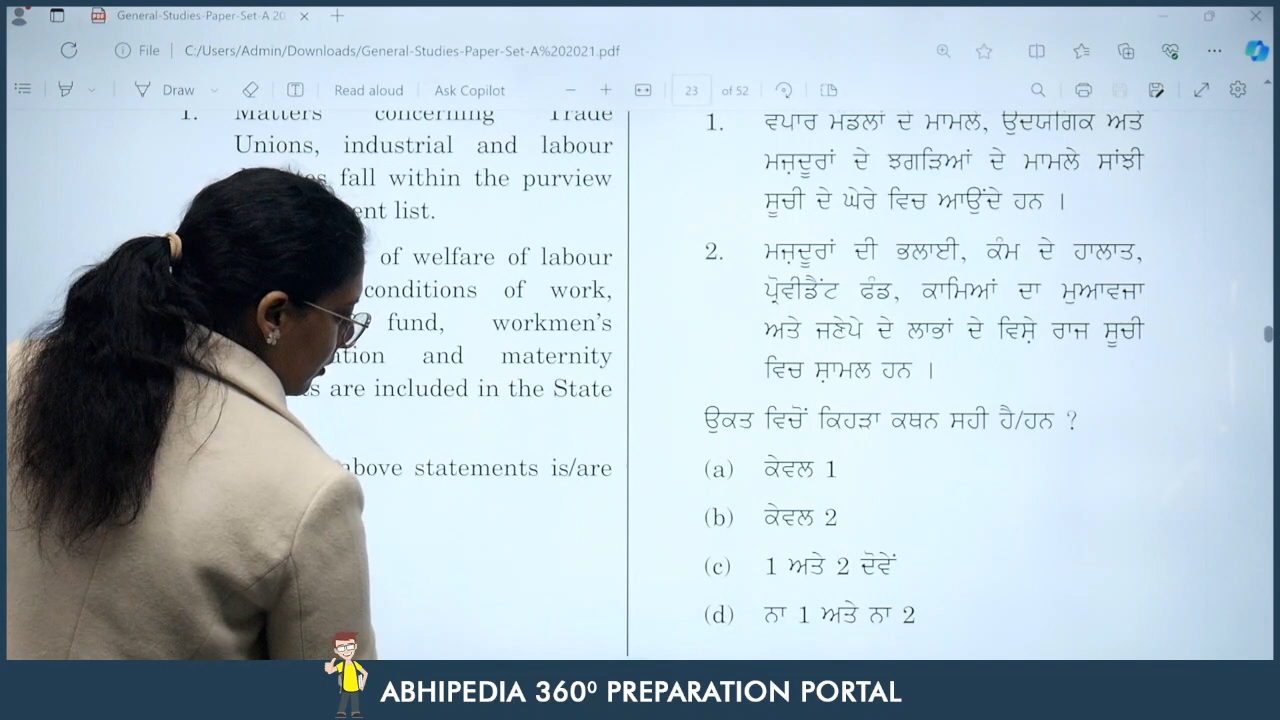 General-Studies-Paper-Set-A 20
File C:/Users/Admin/Downloads/General-Studies-Paper-Set-A%202021.pdf
Draw Read aloud Ask Copilot 23 of 52
1. Matters concerning Trade
Unions, industrial and labour
fall within the purview
list.
of welfare of labour
conditions of work,
fund, workmen's
and maternity
are included in the State
above statements is/are
1. ਵਪਾਰ ਮੰਡਲਾਂ ਦੇ ਮਾਮਲੇ, ਉਦਯੋਗਿਕ ਅਤੇ
ਮਜ਼ਦੂਰਾਂ ਦੇ ਝਗੜਿਆਂ ਦੇ ਮਾਮਲੇ ਸਾਂਝੀ
ਸੂਚੀ ਦੇ ਘੇਰੇ ਵਿਚ ਆਉਂਦੇ ਹਨ ।
2. ਮਜ਼ਦੂਰਾਂ ਦੀ ਭਲਾਈ, ਕੰਮ ਦੇ ਹਾਲਾਤ,
ਪ੍ਰੋਵੀਡੈਂਟ ਫੰਡ, ਕਾਮਿਆਂ ਦਾ ਮੁਆਵਜਾ
ਅਤੇ ਜਣੇਪੇ ਦੇ ਲਾਭਾਂ ਦੇ ਵਿਸ਼ੇ ਰਾਜ ਸੂਚੀ
ਵਿਚ ਸ਼ਾਮਲ ਹਨ ।
ਉਕਤ ਵਿਚੋਂ ਕਿਹੜਾ ਕਥਨ ਸਹੀ ਹੈ/ਹਨ ?
(a) ਕੇਵਲ 1
(b) ਕੇਵਲ 2
(c) 1 ਅਤੇ 2 ਦੋਵੇਂ
(d) ਨਾ 1 ਅਤੇ ਨਾ 2
ABHIPEDIA 360⁰ PREPARATION PORTAL